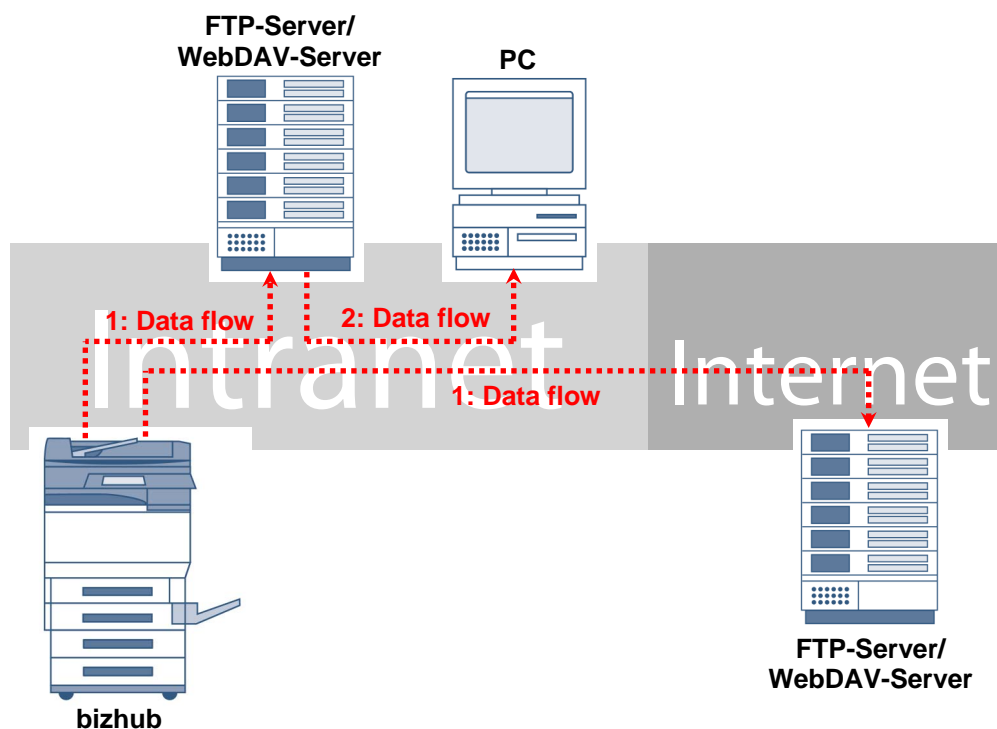 FTP-Server/
WebDAV-Server
PC
1: Data flow
2: Data flow
Intranet
Internet
1: Data flow
bizhub
FTP-Server/
WebDAV-Server